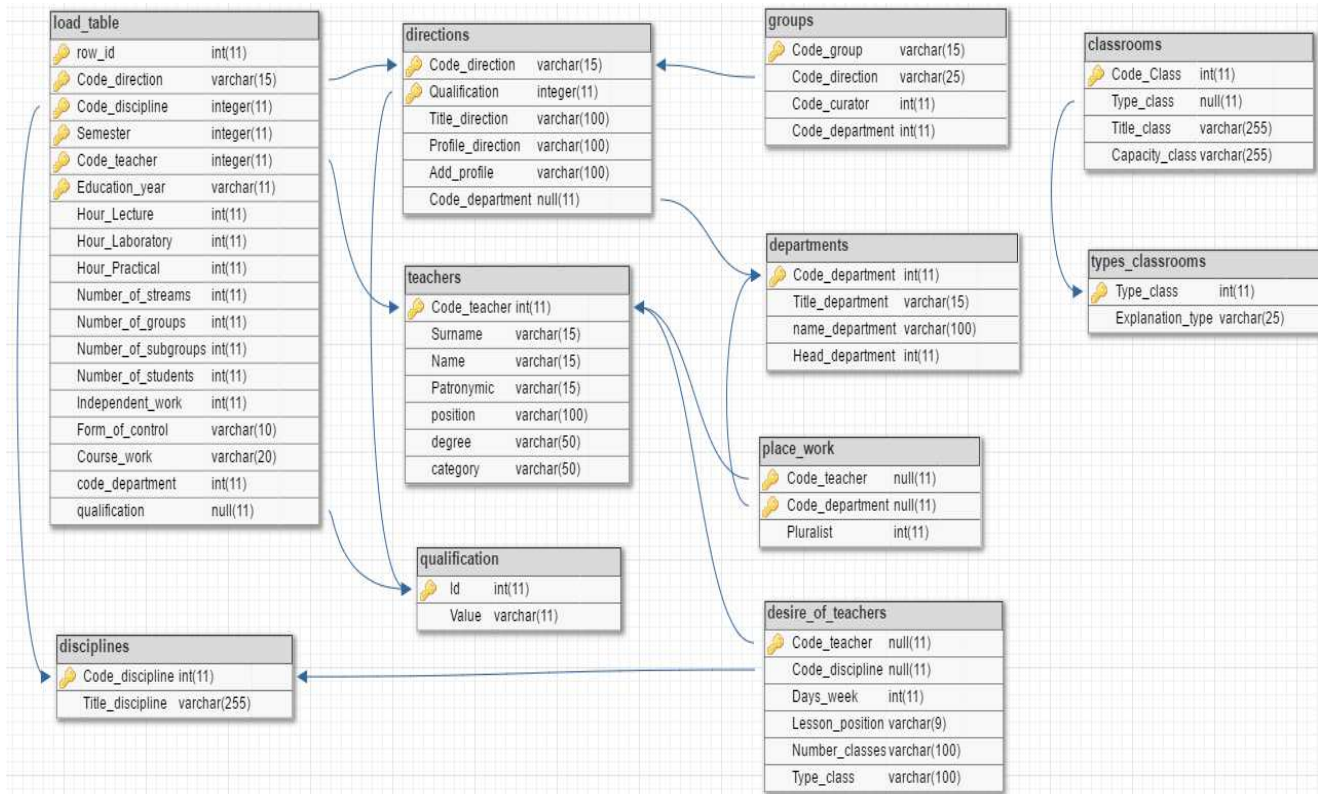 load_table
row_id int(11)
Code_direction varchar(15)
Code_discipline integer(11)
Semester integer(11)
Code_teacher integer(11)
Education_year varchar(11)
Hour_Lecture int(11)
Hour_Laboratory int(11)
Hour_Practical int(11)
Number_of_streams int(11)
Number_of_groups int(11)
Number_of_subgroups int(11)
Number_of_students int(11)
Independent_work int(11)
Form_of_control varchar(10)
Course_work varchar(20)
code_department int(11)
qualification null(11)
disciplines
Code_discipline int(11)
Title_discipline varchar(255)
directions
Code_direction varchar(15)
Qualification integer(11)
Title_direction varchar(100)
Profile_direction varchar(100)
Add_profile varchar(100)
Code_department null(11)
teachers
Code_teacher int(11)
Surname varchar(15)
Name varchar(15)
Patronymic varchar(15)
position varchar(100)
degree varchar(50)
category varchar(50)
qualification
Id int(11)
Value varchar(11)
groups
Code_group varchar(15)
Code_direction varchar(25)
Code_curator int(11)
Code_department int(11)
departments
Code_department int(11)
Title_department varchar(15)
name_department varchar(100)
Head_department int(11)
place_work
Code_teacher null(11)
Code_department null(11)
Pluralist int(11)
desire_of_teachers
Code_teacher null(11)
Code_discipline null(11)
Days_week int(11)
Lesson_position varchar(9)
Number_classes varchar(100)
Type_class varchar(100)
classrooms
Code_Class int(11)
Type_class null(11)
Title_class varchar(255)
Capacity_class varchar(255)
types_classrooms
Type_class int(11)
Explanation_type varchar(25)